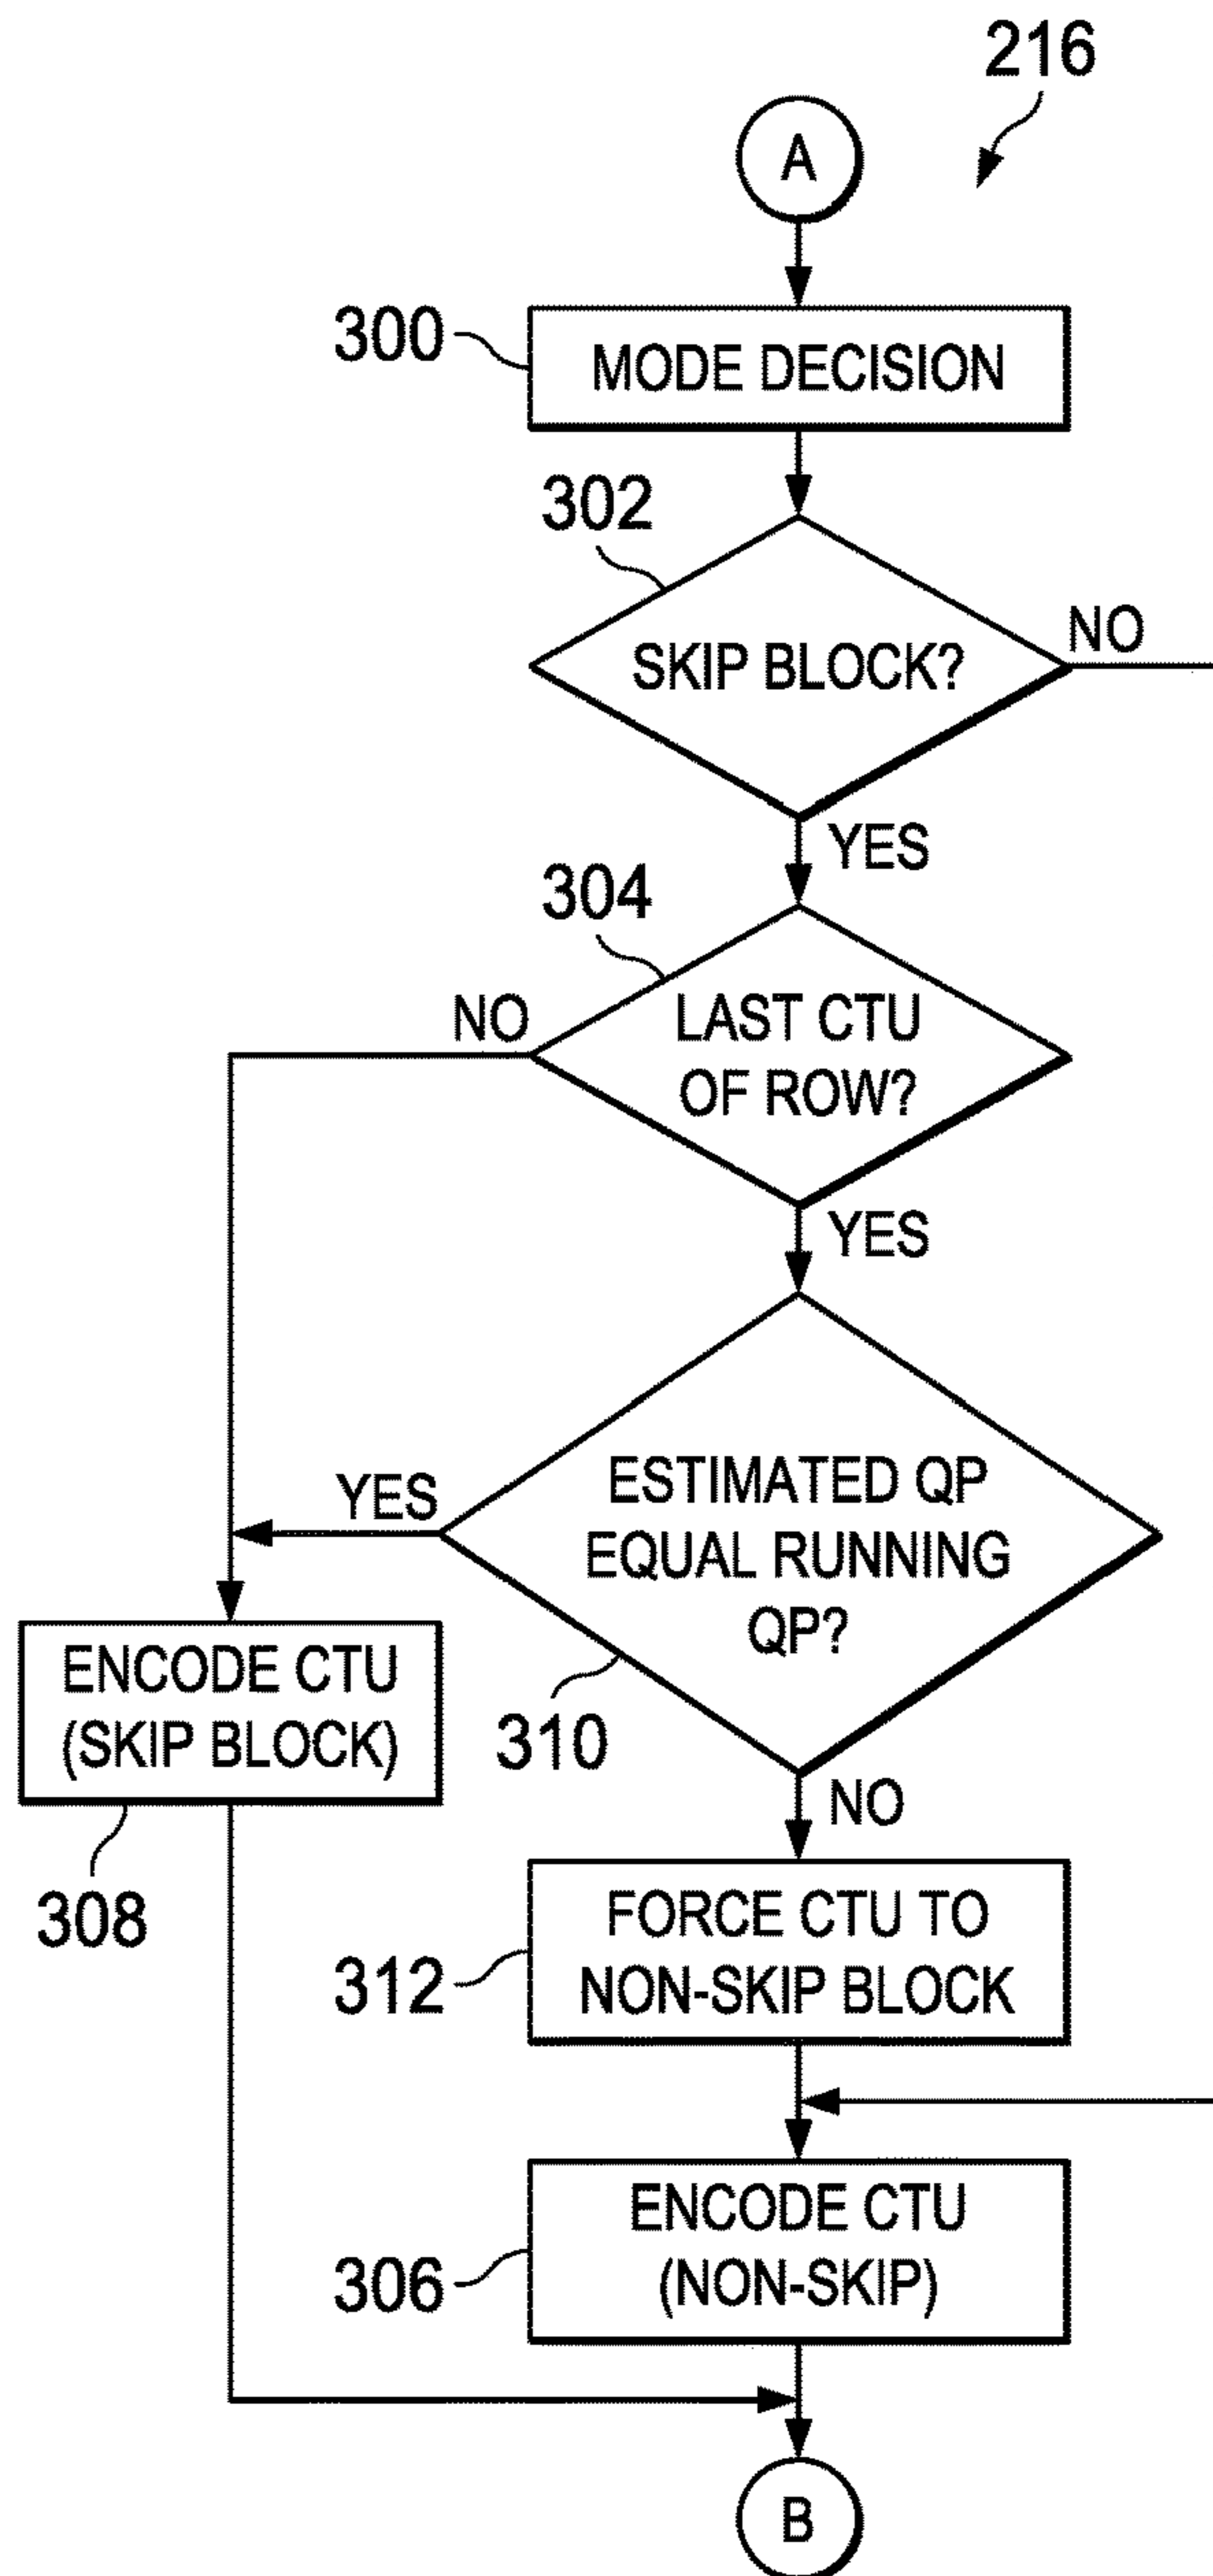 216
A
300
MODE DECISION
302
SKIP BLOCK?
NO
YES
304
NO
LAST CTU
OF ROW?
YES
YES
ESTIMATED QP
EQUAL RUNNING
QP?
310
NO
ENCODE CTU
(SKIP BLOCK)
308
FORCE CTU TO
NON-SKIP BLOCK
312
ENCODE CTU
(NON-SKIP)
306
B